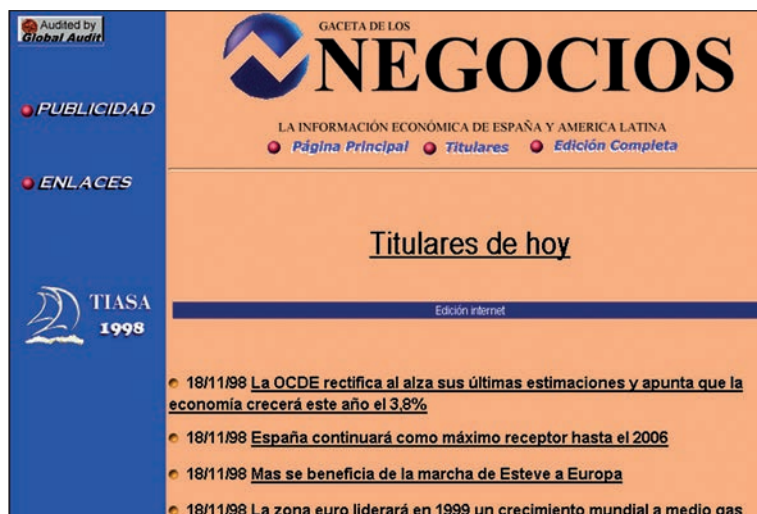 Audited by
Global Audit
PUBLICIDAD
ENLACES
TIASA
1998
GACETA DE LOS
NEGOCIOS
LA INFORMACIÓN ECONÓMICA DE ESPAÑA Y AMERICA LATINA
Página Principal Titulares Edición Completa
Titulares de hoy
Edición internet
18/11/98 La OCDE rectifica al alza sus últimas estimaciones y apunta que la
economía crecerá este año el 3,8%
18/11/98 España continuará como máximo receptor hasta el 2006
18/11/98 Mas se beneficia de la marcha de Esteve a Europa
18/11/98 La zona euro liderará en 1999 un crecimiento mundial a medio gas